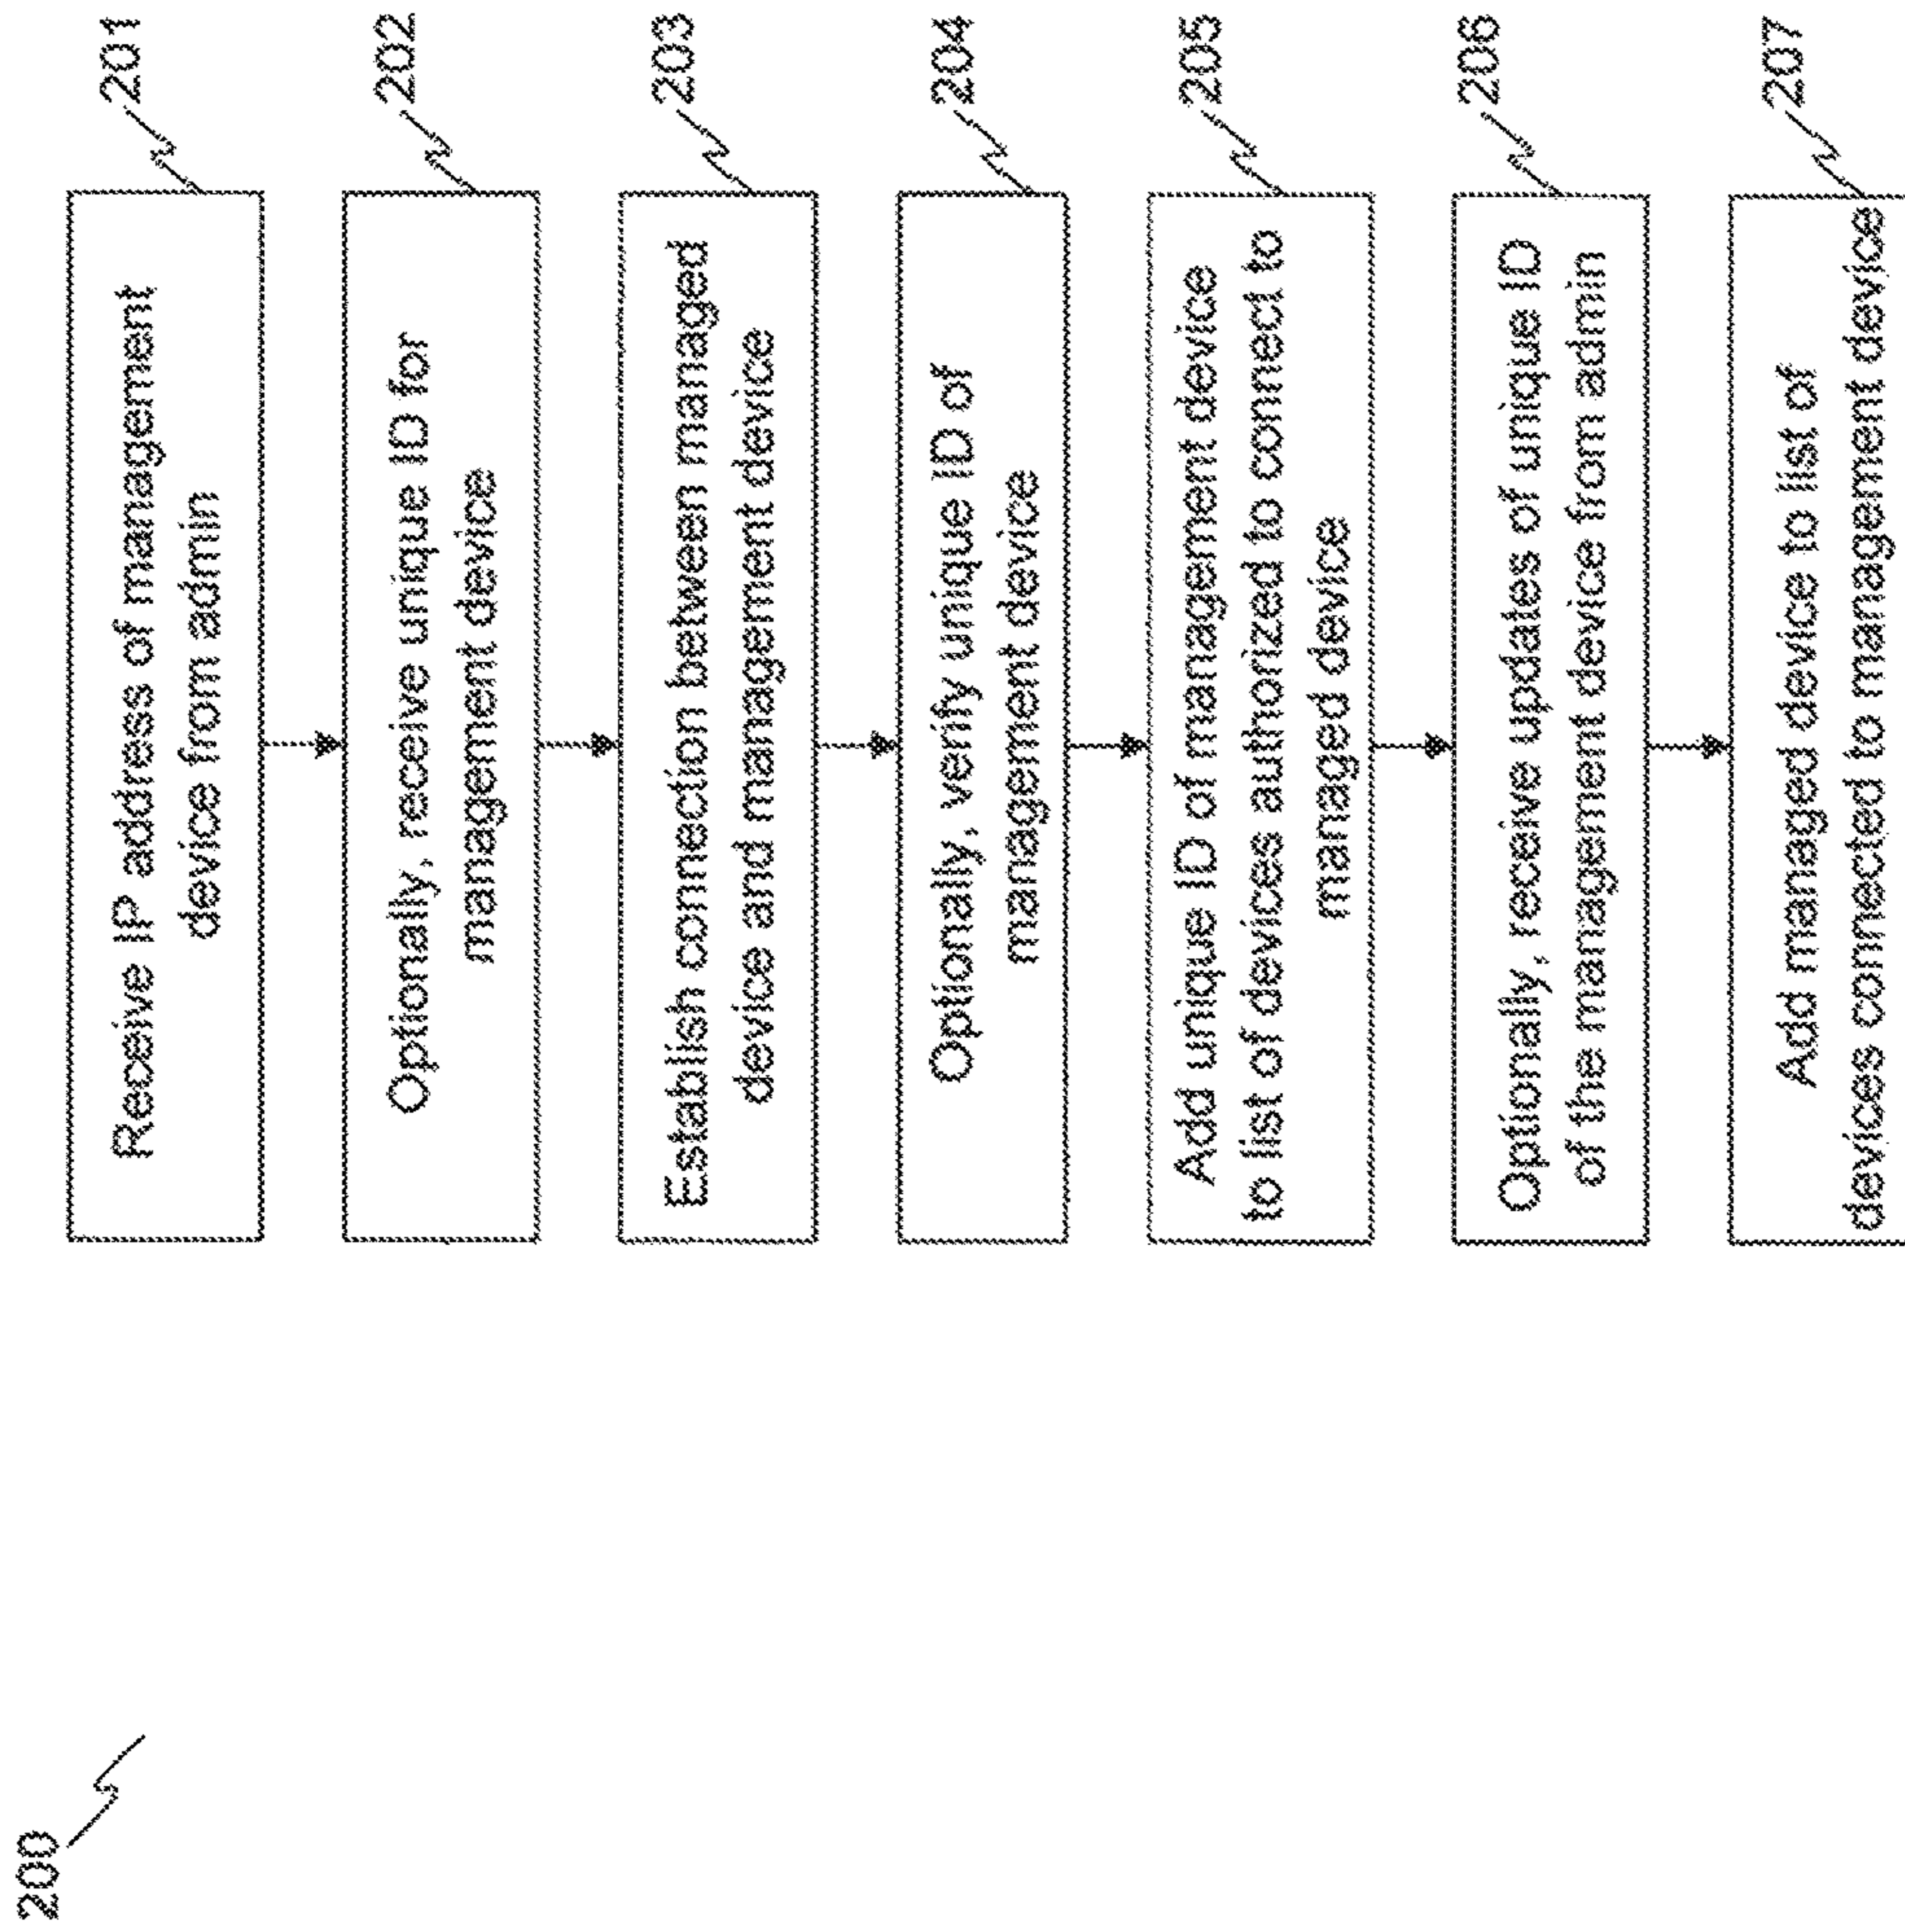 200
Receive IP address of management
device from admin
201
Optionally, receive unique ID for
management device
202
Establish connection between managed
device and management device
203
Optionally, verify unique ID of
management device
204
Add unique ID of management device
to list of devices authorized to connect to
managed device
205
Optionally, receive updates of unique ID
of the management device from admin
206
Add managed device to list of
devices connected to management device
207